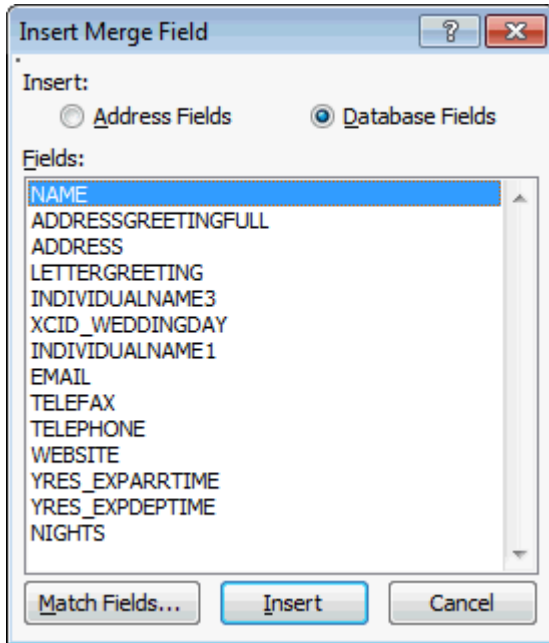 Insert Merge Field
Insert:
Address Fields Database Fields
Fields:
NAME
ADDRESSGREETINGFULL
ADDRESS
LETTERGREETING
INDIVIDUALNAME3
XCID_WEDDINGDAY
INDIVIDUALNAME1
EMAIL
TELEFAX
TELEPHONE
WEBSITE
YRES_EXPARRTIME
YRES_EXPDEPTIME
NIGHTS
Match Fields... Insert Cancel